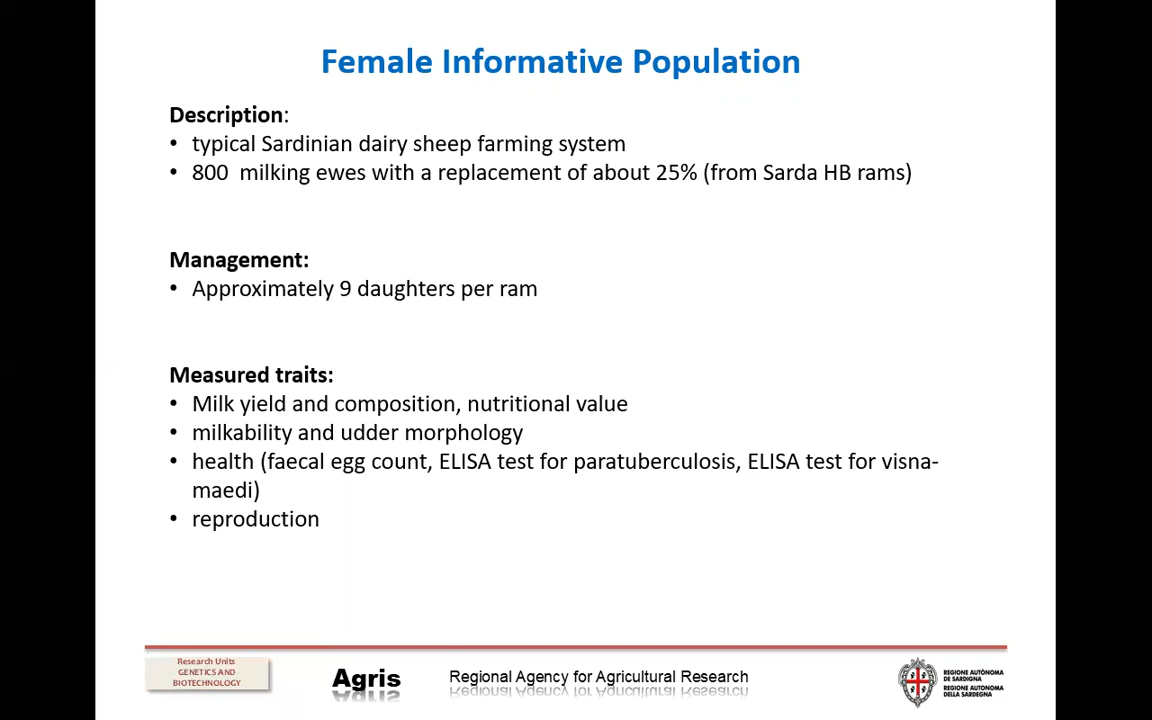 Female Informative Population
Description:
• typical Sardinian dairy sheep farming system
• 800  milking ewes with a replacement of about 25% (from Sarda HB rams)
Management:
• Approximately 9 daughters per ram
Measured traits:
• Milk yield and composition, nutritional value
• milkability and udder morphology
• health (faecal egg count, ELISA test for paratuberculosis, ELISA test for visna-
maedi)
• reproduction
Research Units
GENETICS AND
BIOTECHNOLOGY
Agris
Regional Agency for Agricultural Research
REGIONE AUTÒNOMA
DE SARDIGNA
REGIONE AUTONOMA
DELLA SARDEGNA